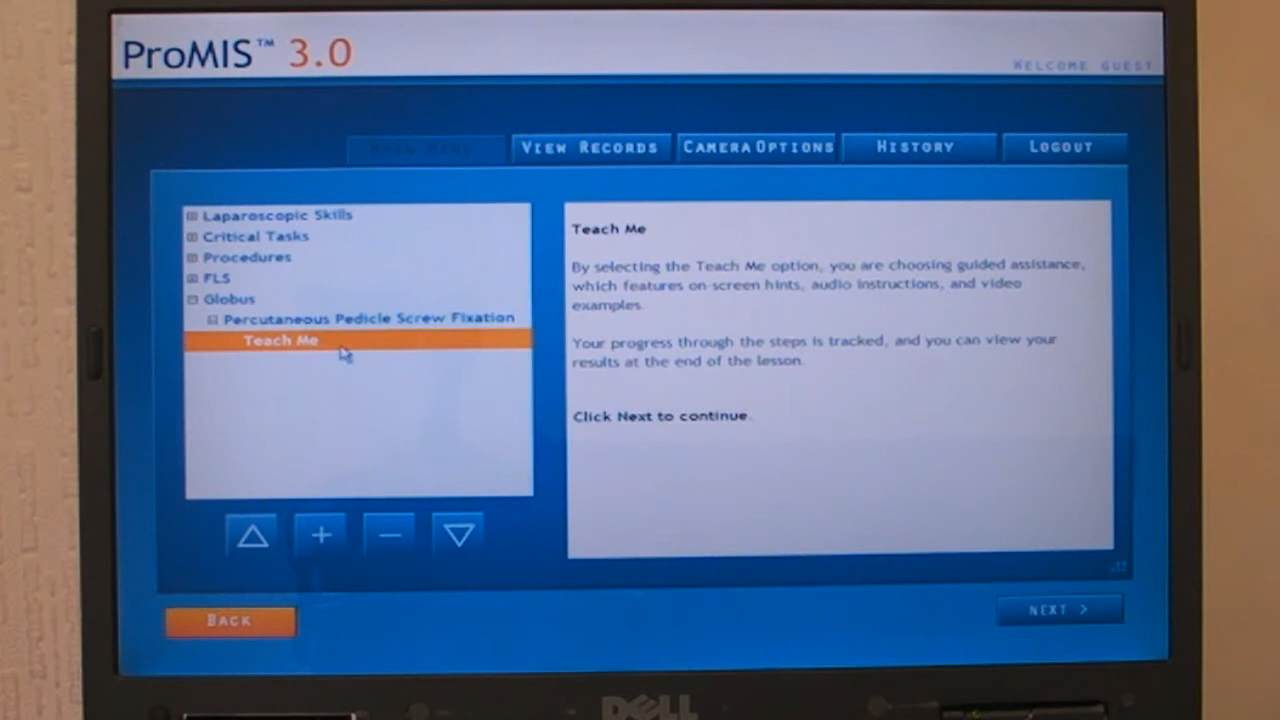 ProMIS™ 3.0
WELCOME GUEST
MAIN MENU
VIEW RECORDS
CAMERA OPTIONS
HISTORY
LOGOUT
Laparoscopic Skills
Critical Tasks
Procedures
FLS
Globus
Percutaneous Pedicle Screw Fixation
Teach Me
Teach Me
By selecting the Teach Me option, you are choosing guided assistance,
which features on-screen hints, audio instructions, and video
examples.
Your progress through the steps is tracked, and you can view your
results at the end of the lesson.
Click Next to continue.
BACK
NEXT >
DELL